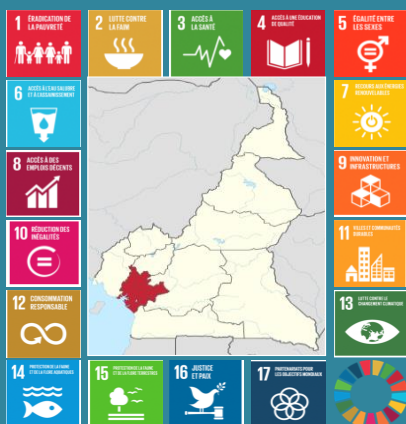 1 ÉRADICATION DE
LA PAUVRETÉ
2 LUTTE CONTRE
LA FAIM
3 ACCÈS À
LA SANTÉ
4 ACCÈS À UNE ÉDUCATION
DE QUALITÉ
5 ÉGALITÉ ENTRE
LES SEXES
6 ACCÈS À L'EAU SALUBRE
ET À L'ASSAINISSEMENT
7 RECOURS AUX ÉNERGIES
RENOUVELABLES
8 ACCÈS À DES
EMPLOIS DÉCENTS
9 INNOVATION ET
INFRASTRUCTURES
10 RÉDUCTION DES
INÉGALITÉS
11 VILLES ET COMMUNAUTÉS
DURABLES
12 CONSOMMATION
RESPONSABLE
13 LUTTE CONTRE LE
CHANGEMENT CLIMATIQUE
14 PROTECTION DE LA FAUNE
ET DE LA FLORE AQUATIQUES
15 PROTECTION DE LA FAUNE
ET DE LA FLORE TERRESTRES
16 JUSTICE
ET PAIX
17 PARTENARIATS POUR
LES OBJECTIFS MONDIAUX